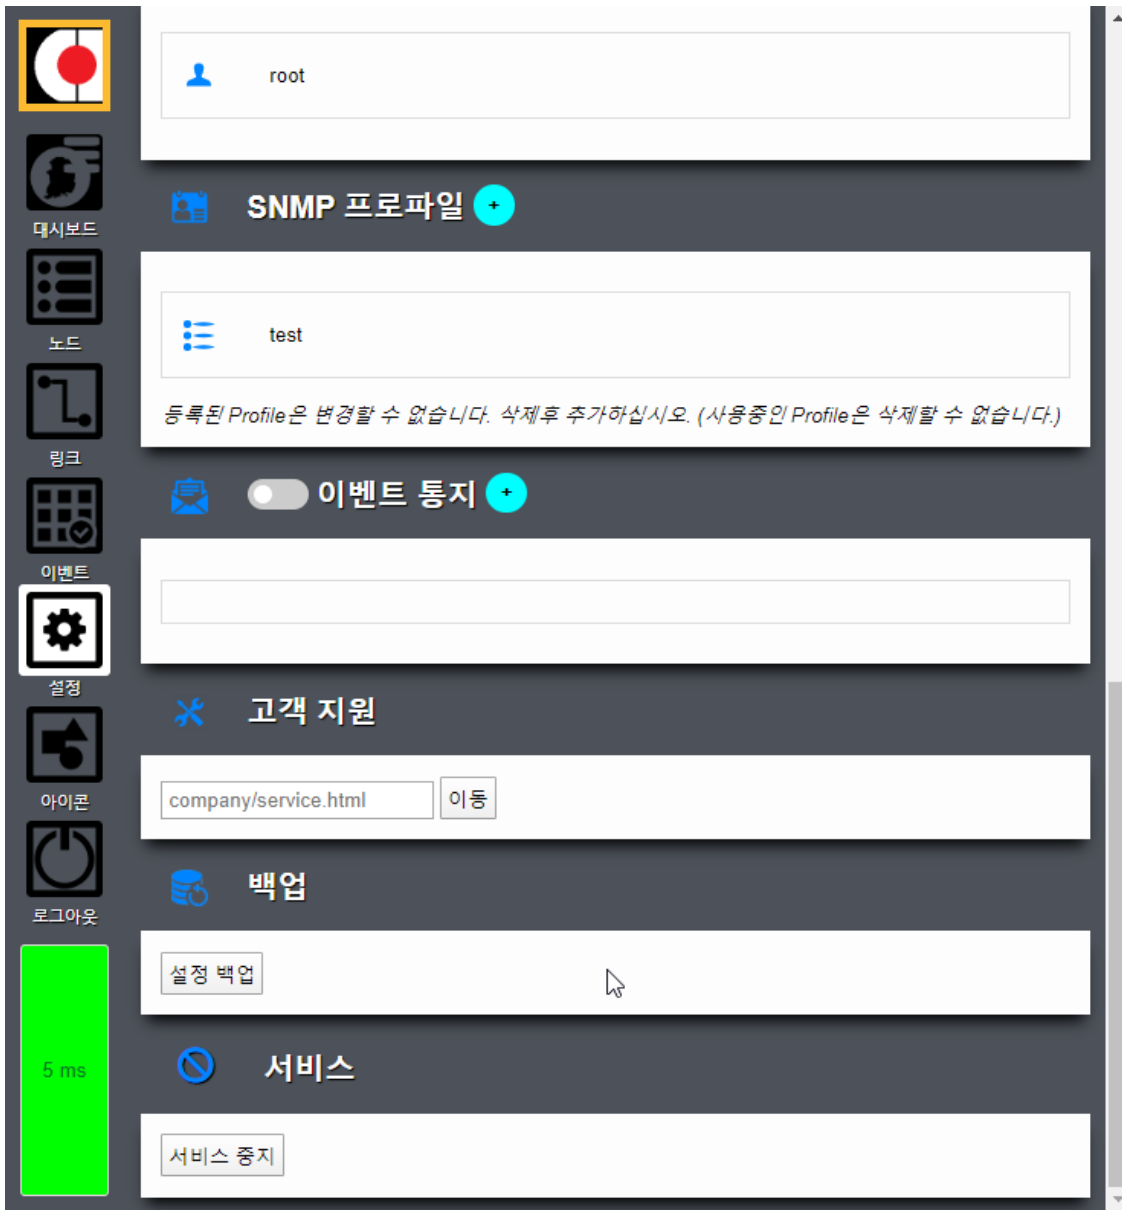 root
SNMP 프로파일 +
대시보드
노드
test
등록된 Profile은 변경할 수 없습니다. 삭제후 추가하십시오. (사용중인 Profile은 삭제할 수 없습니다.)
링크
이벤트 통지 +
이벤트
설정
고객 지원
company/service.html 이동
아이콘
백업
로그아웃
설정 백업
5 ms
서비스
서비스 중지